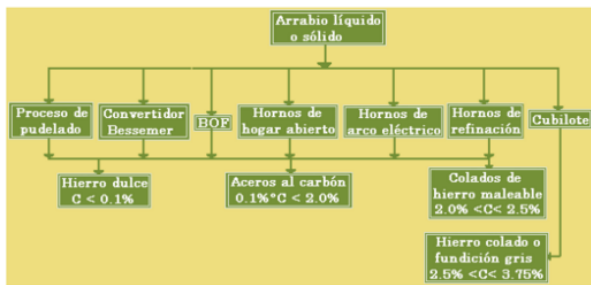 Arrabio líquido
o sólido
Proceso de
pudelado
Convertidor
Bessemer
BOF
Hornos de
hogar abierto
Hornos de
arco eléctrico
Hornos de
refinación
Cubilote
Hierro dulce
C < 0.1%
Aceros al carbón
0.1%°C < 2.0%
Colados de
hierro maleable
2.0% <C< 2.5%
Hierro colado o
fundición gris
2.5% <C< 3.75%